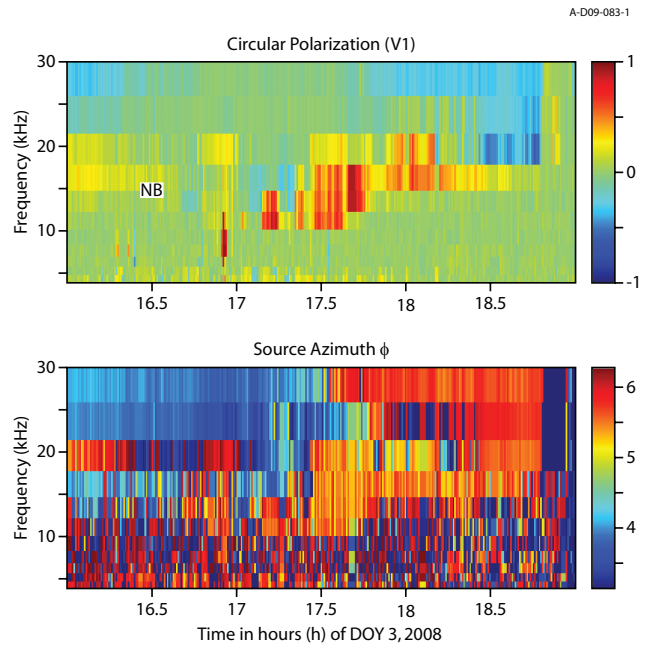 A-D09-083-1
Circular Polarization (V1)
30
20
10
Frequency (kHz)
NB
16.5 17 17.5 18 18.5
1
0
-1
Source Azimuth ϕ
30
20
10
Frequency (kHz)
16.5 17 17.5 18 18.5
6
5
4
Time in hours (h) of DOY 3, 2008